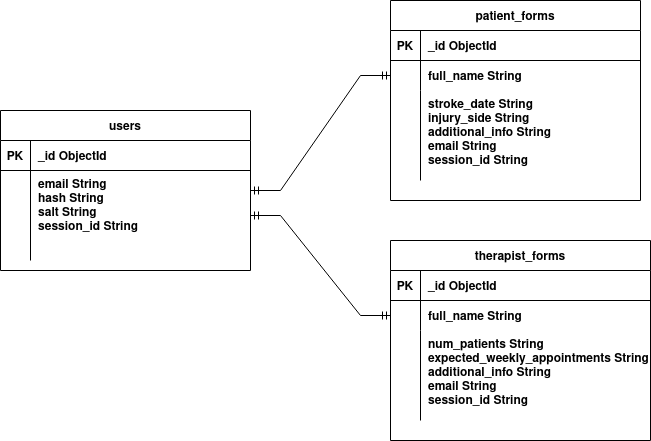 patient_forms
PK _id ObjectId
full_name String
stroke_date String
injury_side String
additional_info String
email String
session_id String
users
PK _id ObjectId
email String
hash String
salt String
session_id String
therapist_forms
PK _id ObjectId
full_name String
num_patients String
expected_weekly_appointments String
additional_info String
email String
session_id String